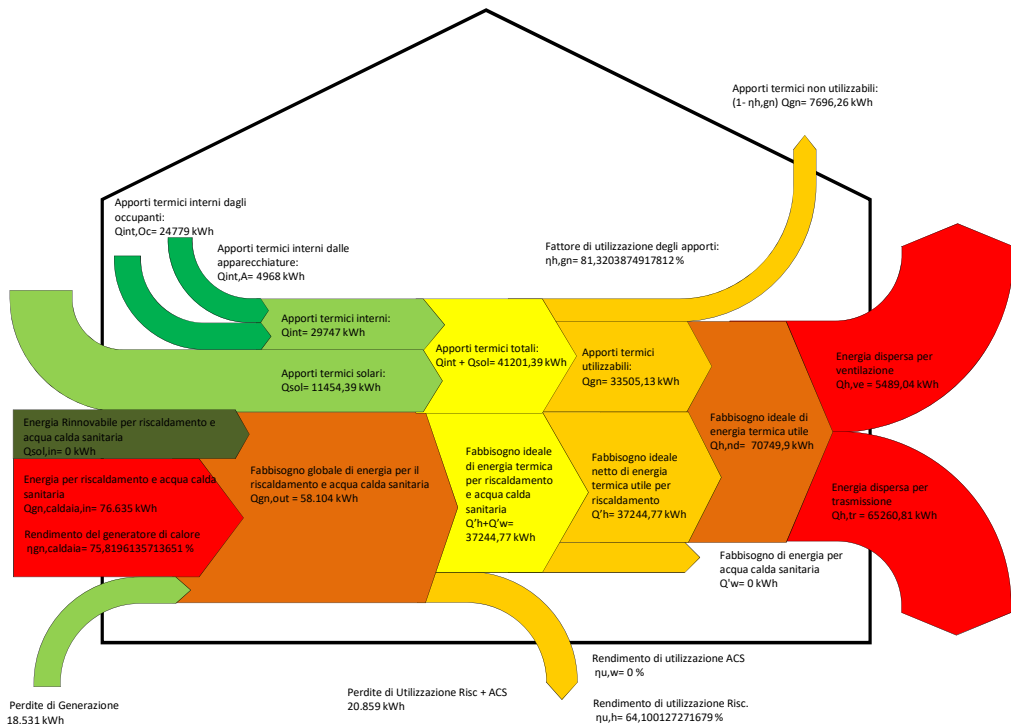 Apporti termici non utilizzabili:
(1- ηh,gn) Qgn= 7696,26 kWh
Apporti termici interni dagli
occupanti:
Qint,Oc= 24779 kWh
Apporti termici interni dalle
apparecchiature:
Qint,A= 4968 kWh
Fattore di utilizzazione degli apporti:
ηh,gn= 81,3203874917812 %
Apporti termici interni:
Qint= 29747 kWh
Apporti termici totali:
Qint + Qsol= 41201,39 kWh
Apporti termici
utilizzabili:
Qgn= 33505,13 kWh
Energia dispersa per
ventilazione
Qh,ve = 5489,04 kWh
Apporti termici solari:
Qsol= 11454,39 kWh
Energia Rinnovabile per riscaldamento e
acqua calda sanitaria
Qsol,in= 0 kWh
Fabbisogno ideale di
energia termica utile
Qh,nd= 70749,9 kWh
Energia per riscaldamento e acqua calda
sanitaria
Qgn,caldaia,in= 76.635 kWh
Rendimento del generatore di calore
ηgn,caldaia= 75,8196135713651 %
Fabbisogno globale di energia per il
riscaldamento e acqua calda sanitaria
Qgn,out = 58.104 kWh
Fabbisogno ideale
di energia termica
per riscaldamento
e acqua calda
sanitaria
Q'h+Q'w=
37244,77 kWh
Fabbisogno ideale
netto di energia
termica utile per
riscaldamento
Q'h= 37244,77 kWh
Energia dispersa per
trasmissione
Qh,tr = 65260,81 kWh
Fabbisogno di energia per
acqua calda sanitaria
Q'w= 0 kWh
Perdite di Generazione
18.531 kWh
Perdite di Utilizzazione Risc + ACS
20.859 kWh
Rendimento di utilizzazione ACS
ηu,w= 0 %
Rendimento di utilizzazione Risc.
ηu,h= 64,100127271679 %